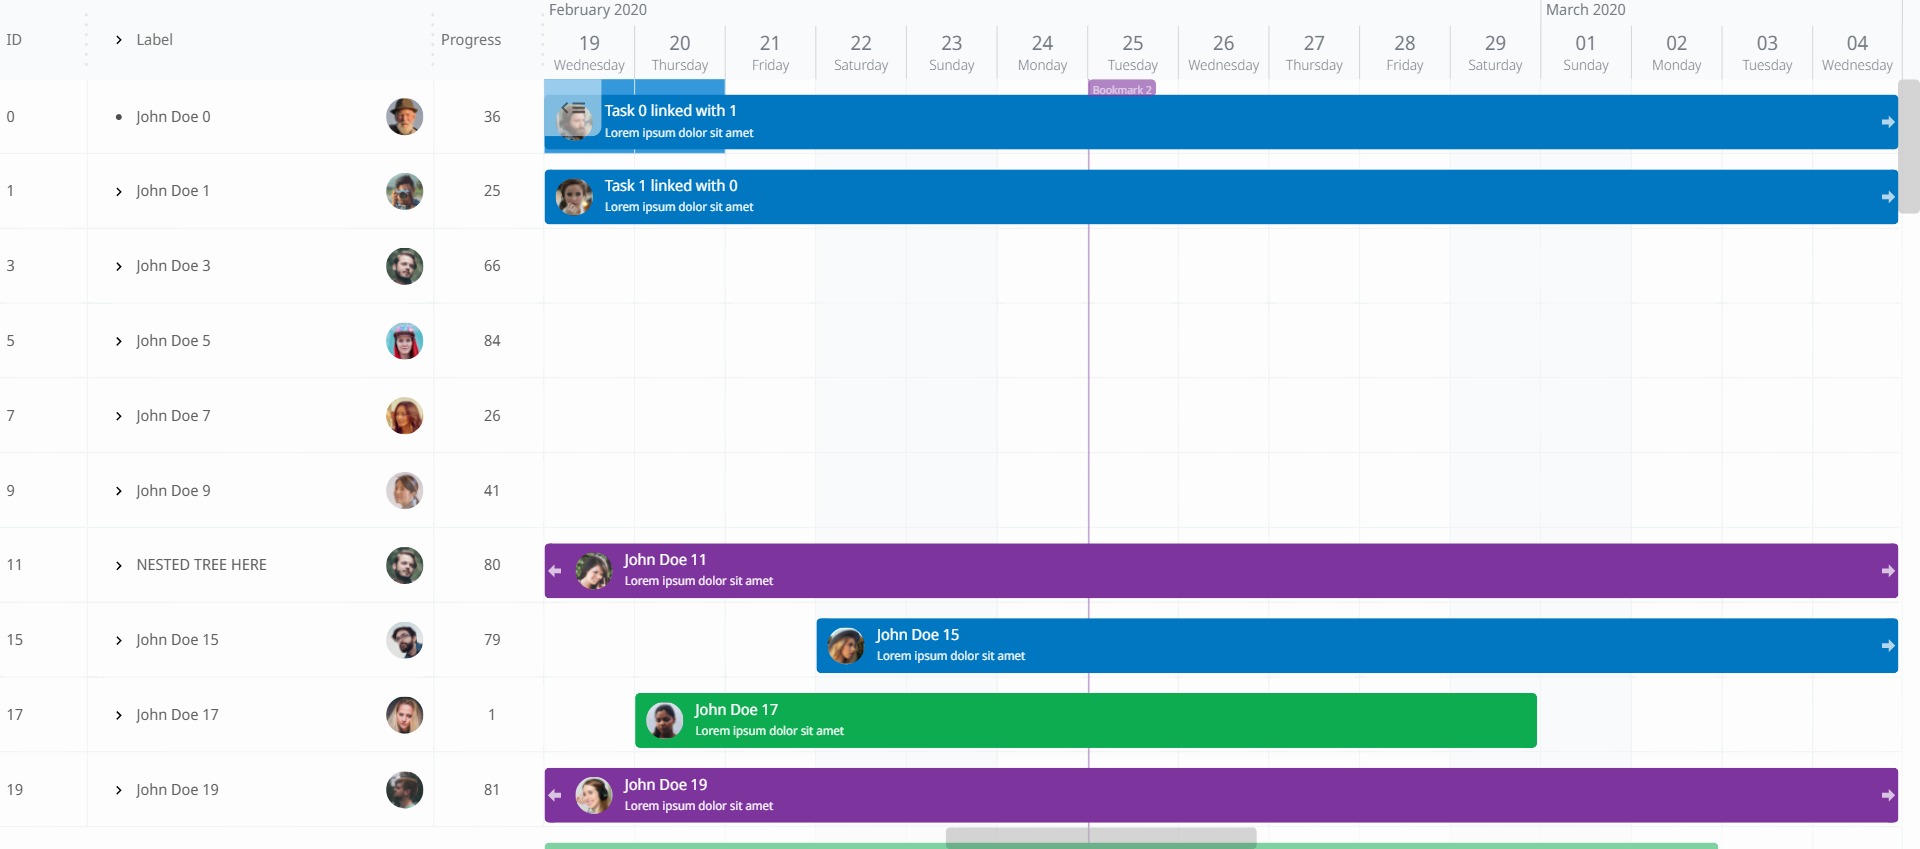 February 2020
March 2020
ID
Label
Progress
19
20
21
22
23
24
25
26
27
28
29
01
02
03
04
Wednesday
Thursday
Friday
Saturday
Sunday
Monday
Tuesday
Wednesday
Thursday
Friday
Saturday
Sunday
Monday
Tuesday
Wednesday
Bookmark 2
0
John Doe 0
36
Task 0 linked with 1
Lorem ipsum dolor sit amet
1
John Doe 1
25
Task 1 linked with 0
Lorem ipsum dolor sit amet
3
John Doe 3
66
5
John Doe 5
84
7
John Doe 7
26
9
John Doe 9
41
11
NESTED TREE HERE
80
John Doe 11
Lorem ipsum dolor sit amet
15
John Doe 15
79
John Doe 15
Lorem ipsum dolor sit amet
17
John Doe 17
1
John Doe 17
Lorem ipsum dolor sit amet
19
John Doe 19
81
John Doe 19
Lorem ipsum dolor sit amet